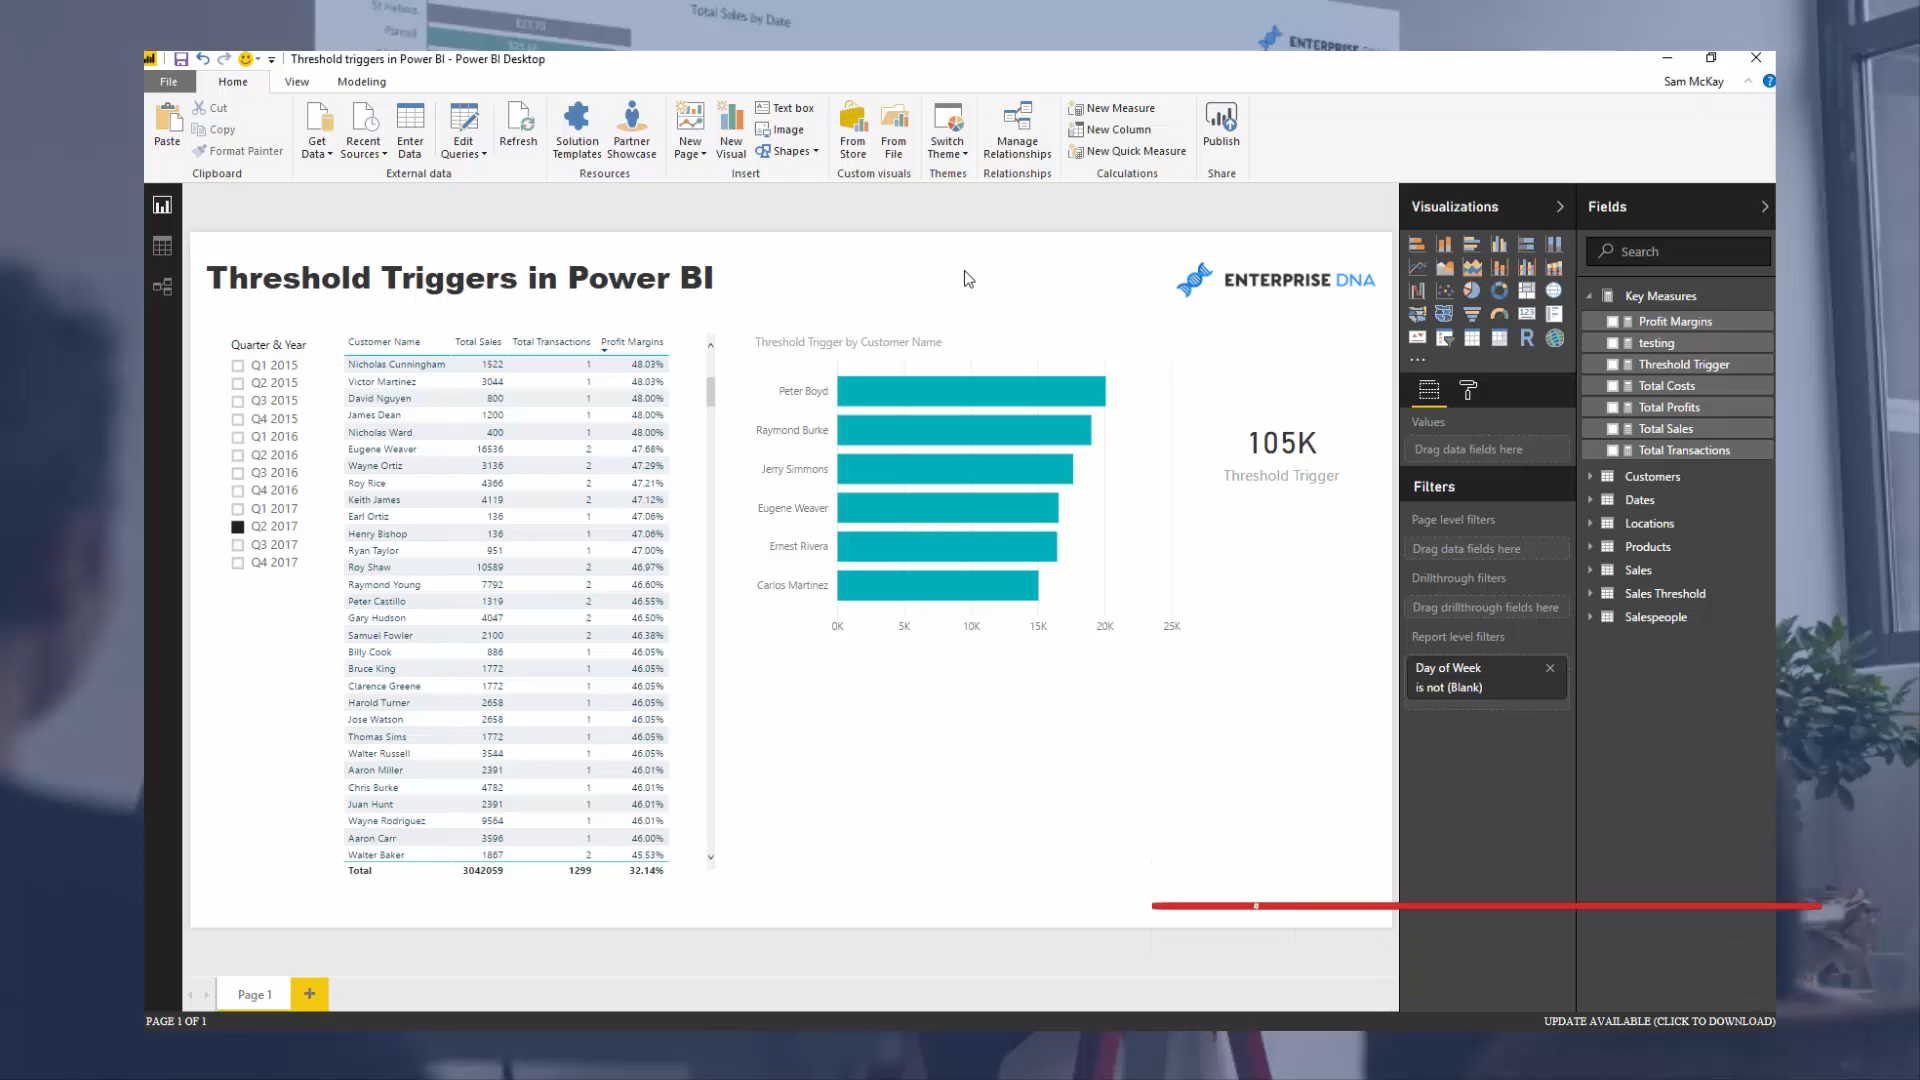 St Heliers
Parnell
Total Sales by Date
ENTERPRISE DNA
Threshold triggers in Power BI - Power BI Desktop
Sam McKay
File Home View Modeling
Paste
Cut
Copy
Format Painter
Clipboard
Get Data
Recent Sources
Enter Data
Edit Queries
Refresh
External data
Solution Templates
Partner Showcase
Resources
New Page
New Visual
Text box
Image
Shapes
Insert
From Store
From File
Custom visuals
Switch Theme
Themes
Manage Relationships
Relationships
New Measure
New Column
New Quick Measure
Calculations
Publish
Share
Threshold Triggers in Power BI
ENTERPRISE DNA
Quarter & Year
Q1 2015
Q2 2015
Q3 2015
Q4 2015
Q1 2016
Q2 2016
Q3 2016
Q4 2016
Q1 2017
Q2 2017
Q3 2017
Q4 2017
Customer Name Total Sales Total Transactions Profit Margins
Nicholas Cunningham 1522 1 48.03%
Victor Martinez 3044 1 48.03%
David Nguyen 800 1 48.00%
James Dean 1200 1 48.00%
Nicholas Ward 400 1 48.00%
Eugene Weaver 16536 2 47.68%
Wayne Ortiz 3136 2 47.29%
Roy Rice 4366 2 47.21%
Keith James 4119 2 47.12%
Earl Ortiz 136 1 47.06%
Henry Bishop 136 1 47.06%
Ryan Taylor 951 1 47.00%
Roy Shaw 10589 2 46.97%
Raymond Young 7792 2 46.60%
Peter Castillo 1319 2 46.55%
Gary Hudson 4047 2 46.50%
Samuel Fowler 2100 2 46.38%
Billy Cook 886 1 46.05%
Bruce King 1772 1 46.05%
Clarence Greene 1772 1 46.05%
Harold Turner 2658 1 46.05%
Jose Watson 2658 1 46.05%
Thomas Sims 1772 1 46.05%
Walter Russell 3544 1 46.05%
Aaron Miller 2391 1 46.01%
Chris Burke 4782 1 46.01%
Juan Hunt 2391 1 46.01%
Wayne Rodriguez 9564 1 46.01%
Aaron Carr 3596 1 46.00%
Walter Baker 1867 2 45.53%
Total 3042059 1299 32.14%
Threshold Trigger by Customer Name
Peter Boyd
Raymond Burke
Jerry Simmons
Eugene Weaver
Ernest Rivera
Carlos Martinez
0K 5K 10K 15K 20K 25K
105K
Threshold Trigger
Visualizations
Values
Drag data fields here
Filters
Page level filters
Drag data fields here
Drillthrough filters
Drag drillthrough fields here
Report level filters
Day of Week
is not (Blank)
Fields
Search
Key Measures
Profit Margins
testing
Threshold Trigger
Total Costs
Total Profits
Total Sales
Total Transactions
Customers
Dates
Locations
Products
Sales
Sales Threshold
Salespeople
Page 1
PAGE 1 OF 1
UPDATE AVAILABLE (CLICK TO DOWNLOAD)